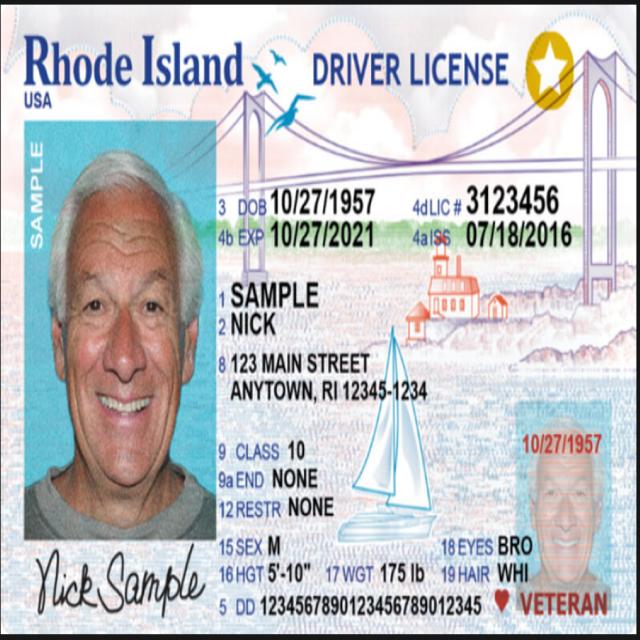 Rhode Island DRIVER LICENSE
USA
SAMPLE
3 DOB 10/27/1957 4d LIC # 3123456
4b EXP 10/27/2021 4a ISS 07/18/2016
1 SAMPLE
2 NICK
8 123 MAIN STREET
ANYTOWN, RI 12345-1234
9 CLASS 10
9a END NONE
12 RESTR NONE
10/27/1957
15 SEX M 18 EYES BRO
16 HGT 5'-10" 17 WGT 175 lb 19 HAIR WHI
5 DD 1234567890123456789012345 VETERAN
Nick Sample